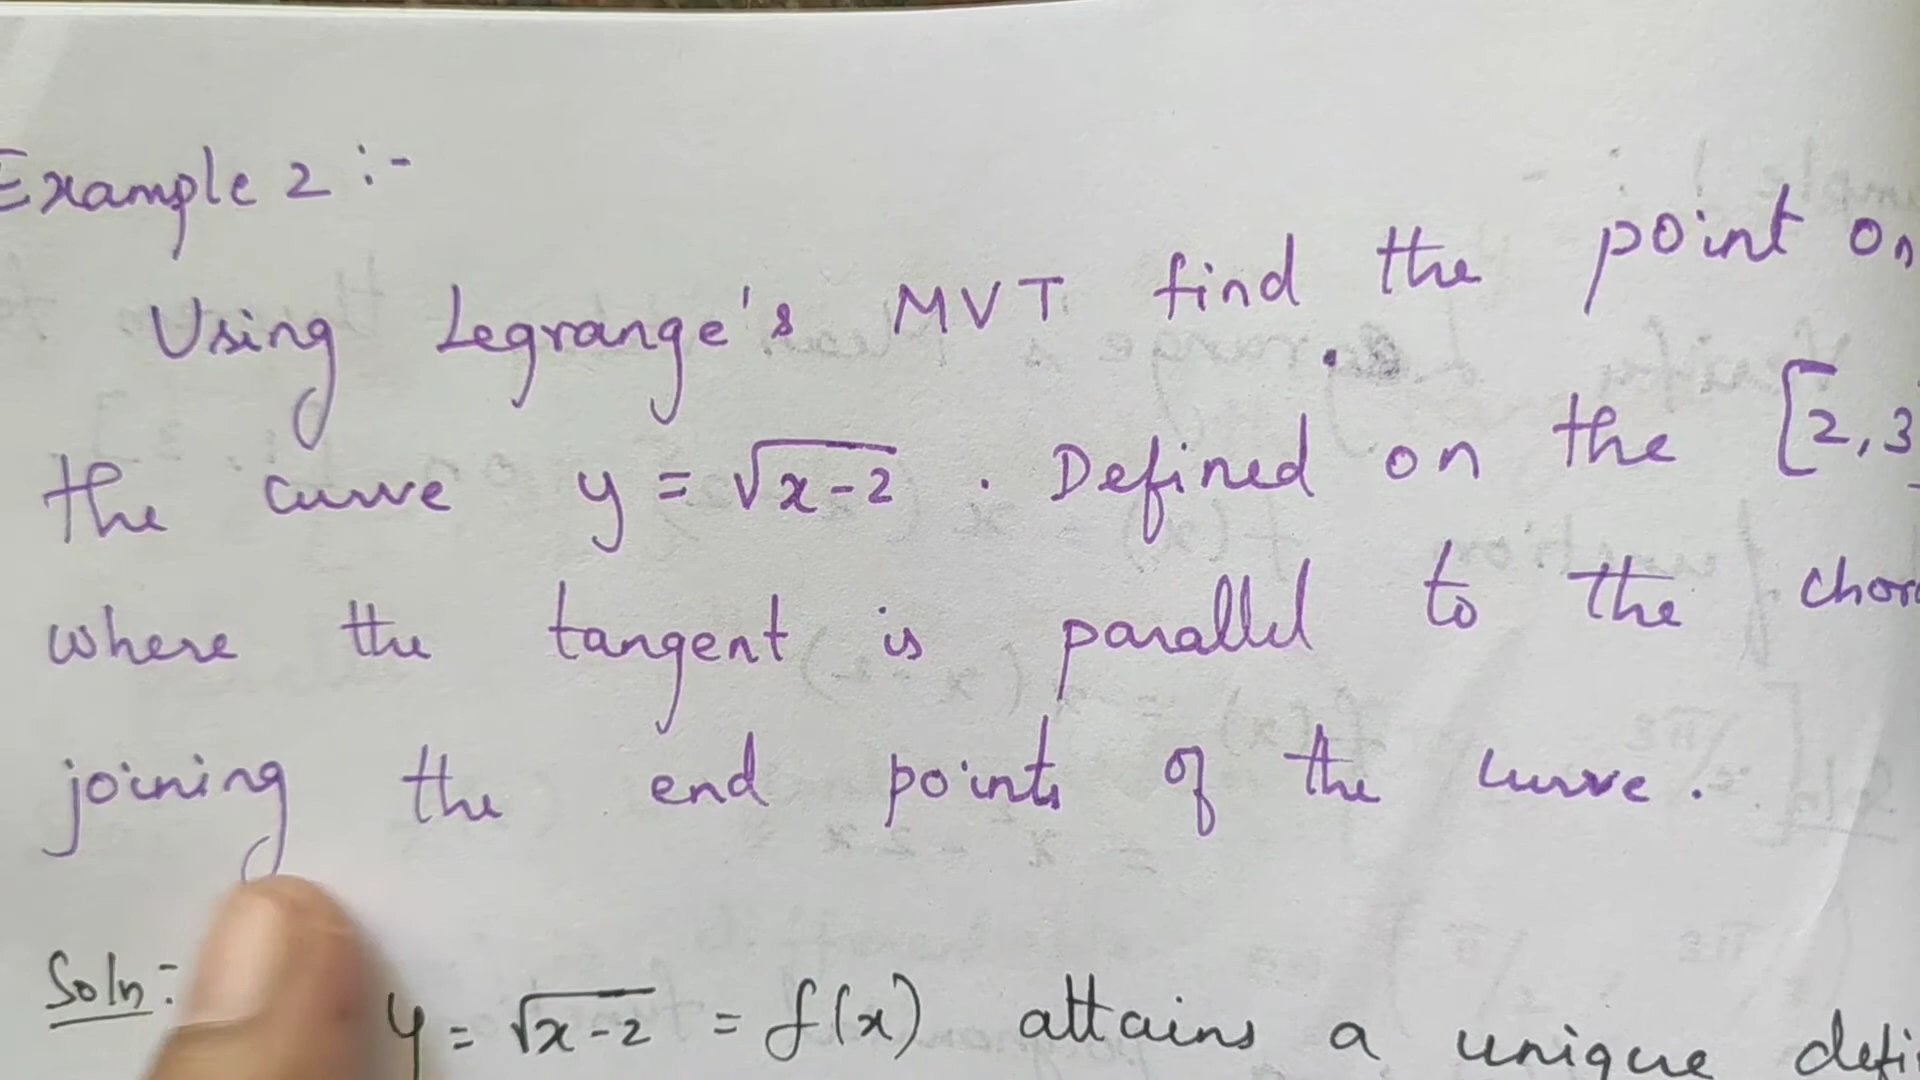 Example 2 :-
Using Legrange's MVT find the point on
the curve y = √x-2 . Defined on the [2,3
where the tangent is parallel to the chor
joining the end points of the curve.
Soln:
y = √x-2 = f(x) attains a unique defi